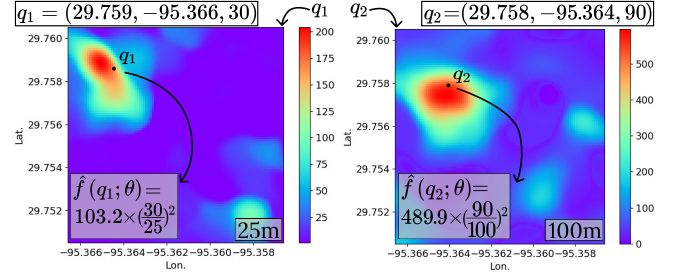 q₁ = (29.759, −95.366, 30)
q₁
29.760
29.758
29.756
29.754
29.752
−95.366 −95.364 −95.362 −95.360 −95.358
Lon.
Lat.
q₁
f̂ (q₁; θ)=
103.2×(30/25)²
25m
200
175
150
125
100
75
50
25
q₂
q₂=(29.758, −95.364, 90)
29.760
29.758
29.756
29.754
29.752
−95.366 −95.364 −95.362 −95.360 −95.358
Lon.
Lat.
q₂
f̂ (q₂; θ)=
489.9×(90/100)²
100m
500
400
300
200
100
0